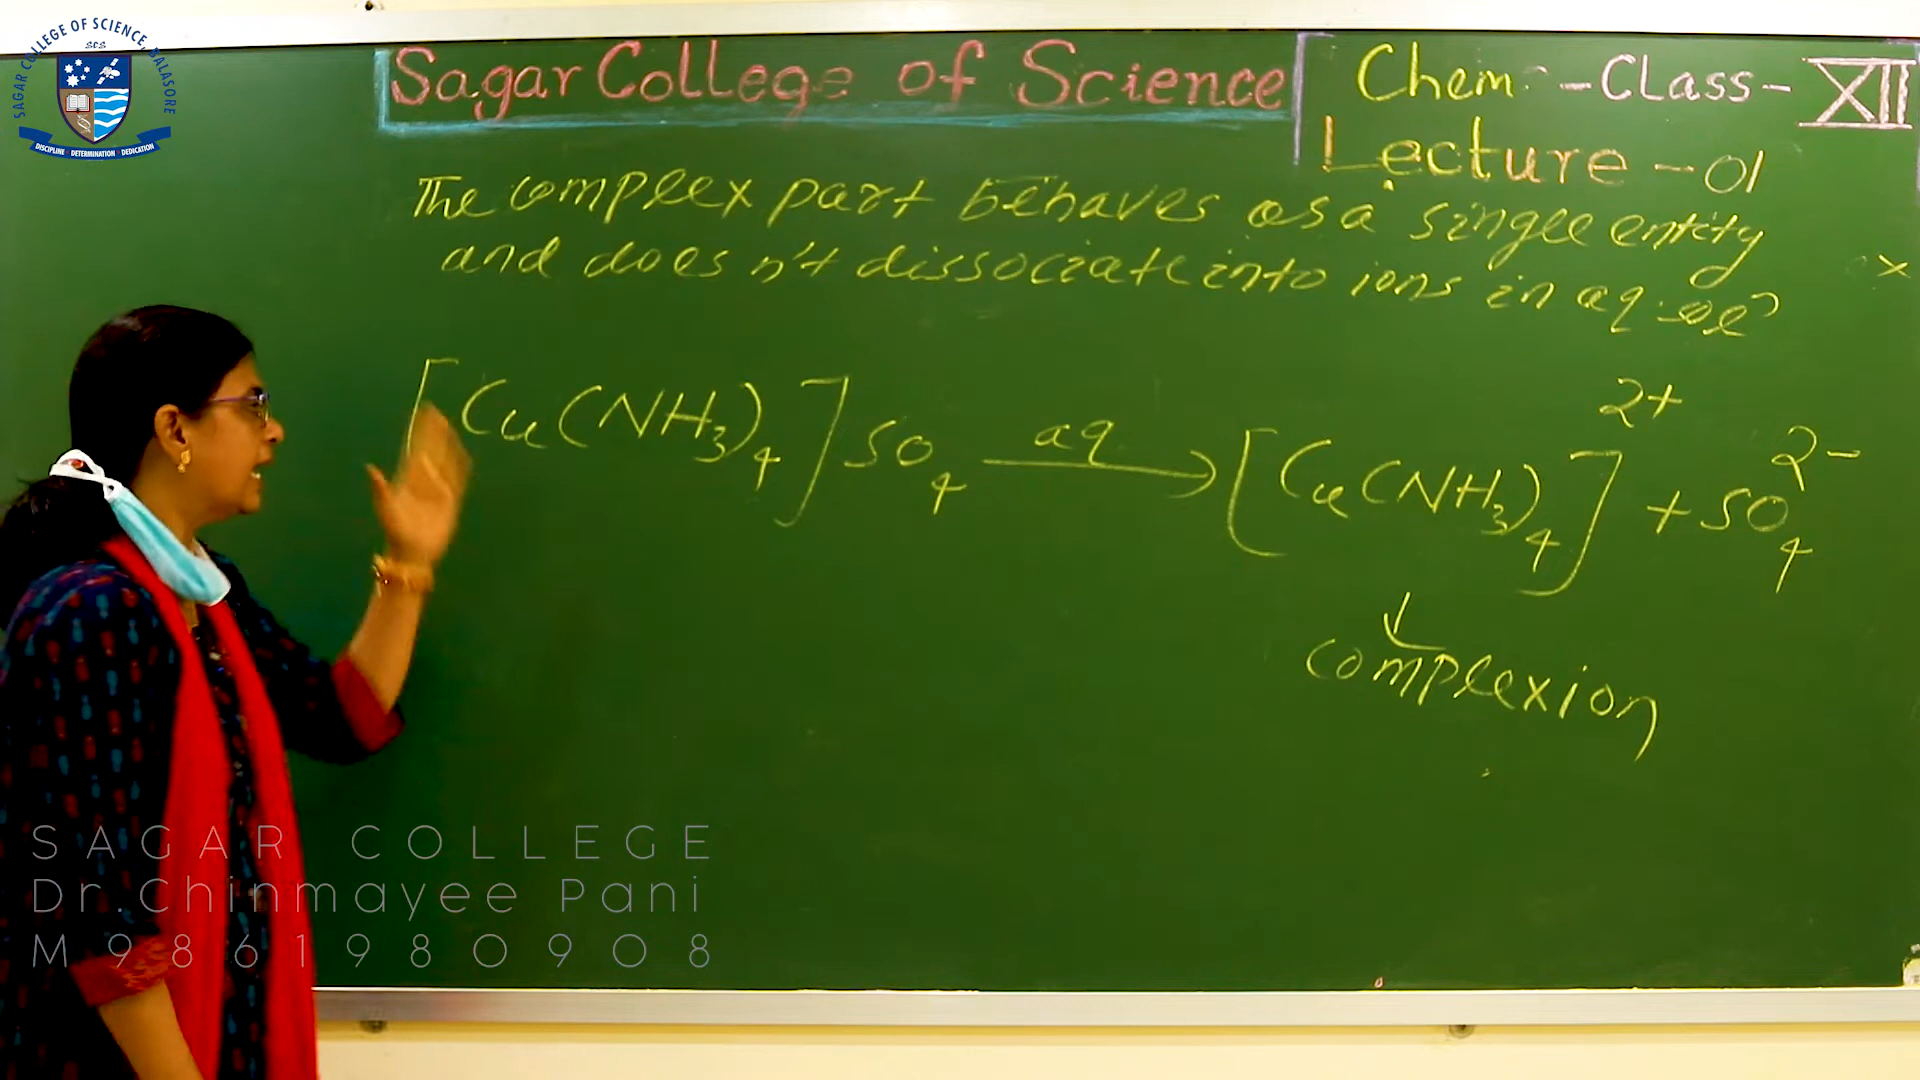 SAGAR COLLEGE OF SCIENCE, BALASORE
SCS
DISCIPLINE DETERMINATION DEDICATION
Sagar College of Science
Chem - Class - XII
Lecture - 01
The complex part behaves as a single entity
and does n't dissociate into ions in aq. sol^n
[Cu(NH₃)₄]SO₄ —aq→ [Cu(NH₃)₄]²⁺ + SO₄²⁻
↓
complexion
SAGAR COLLEGE
Dr.Chinmayee Pani
M 9861980908